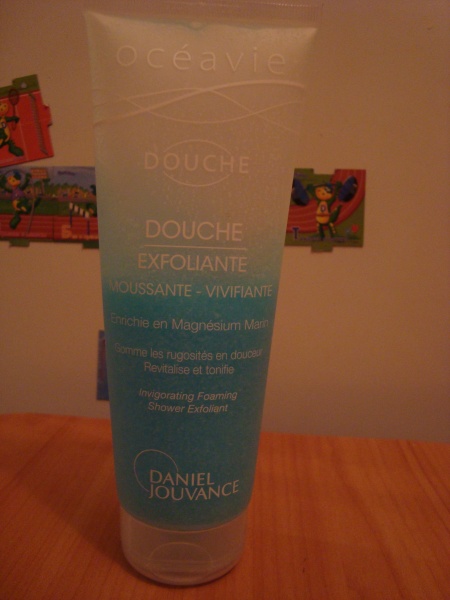 océavie
DOUCHE
DOUCHE
EXFOLIANTE
MOUSSANTE - VIVIFIANTE
Enrichie en Magnésium Marin
Gomme les rugosités en douceur
Revitalise et tonifie
Invigorating Foaming
Shower Exfoliant
DANIEL
JOUVANCE